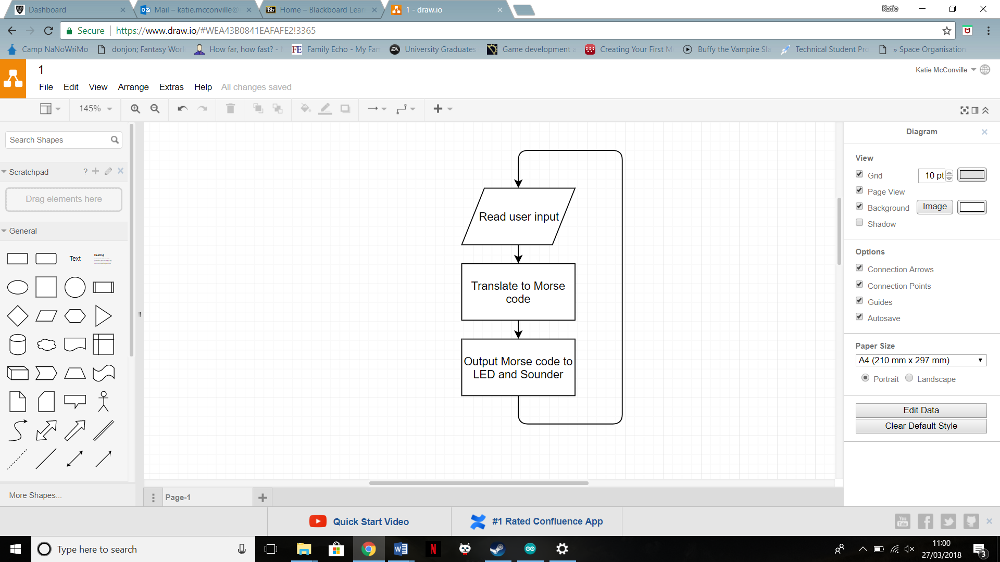 Dashboard
Mail – katie.mcconville@
Bb Home – Blackboard Lear
1 - draw.io
Katie
Secure https://www.draw.io/#WEA43B0841EAFAFE2!3365
Camp NaNoWriMo
donjon; Fantasy Worl
How far, how fast? -
FE Family Echo - My Fam
EA University Graduates
Game development a
Creating Your First M
Buffy the Vampire Sla
Technical Student Pro
» Space Organisation
1
Katie McConville
File Edit View Arrange Extras Help All changes saved
145%
Search Shapes
Scratchpad ?
Drag elements here
General
Text
Heading
More Shapes...
Read user input
Translate to Morse
code
Output Morse code to
LED and Sounder
Diagram
View
Grid 10 pt
Page View
Background Image
Shadow
Options
Connection Arrows
Connection Points
Guides
Autosave
Paper Size
A4 (210 mm x 297 mm)
Portrait Landscape
Edit Data
Clear Default Style
Page-1
Quick Start Video
#1 Rated Confluence App
You Tube
Type here to search
W
N
11:00
27/03/2018
3